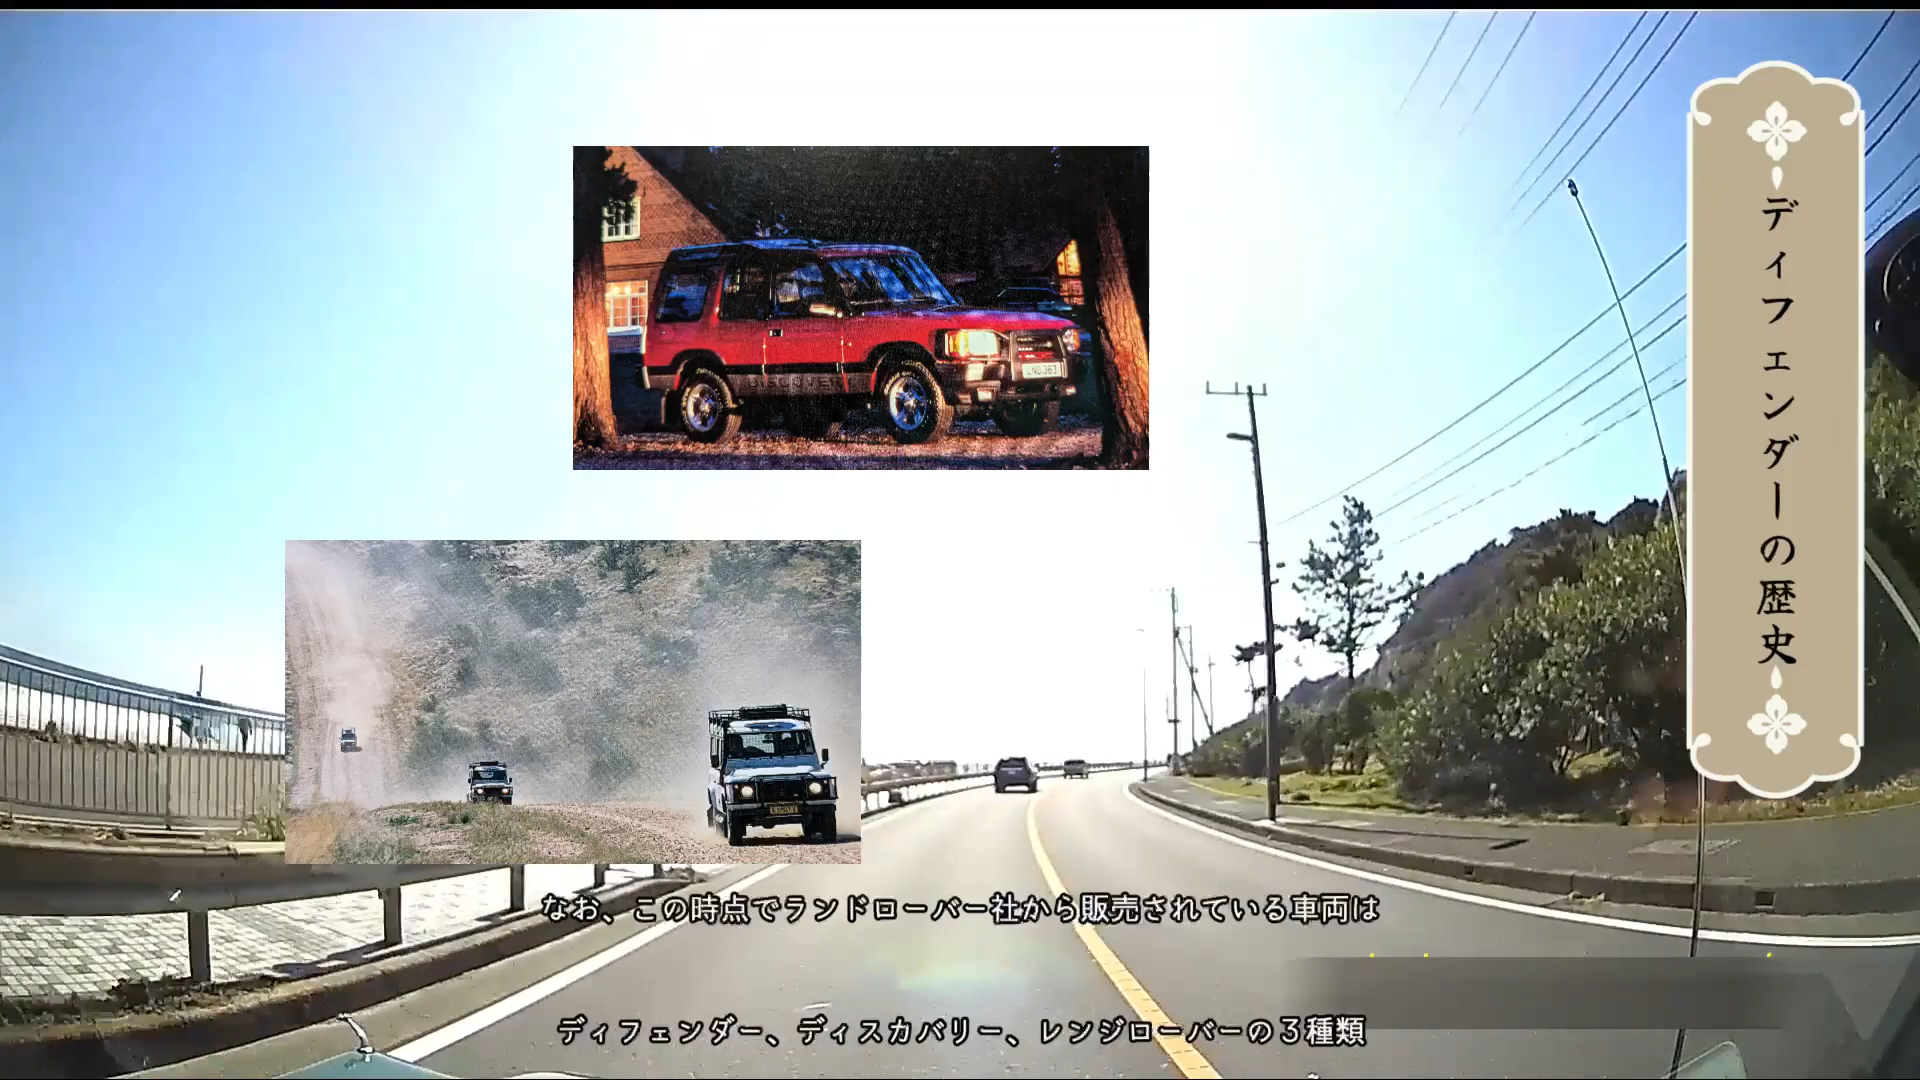 ディフェンダーの歴史
DISCOVERY
なお、この時点でランドローバー社から販売されている車両は
ディフェンダー、ディスカバリー、レンジローバーの３種類